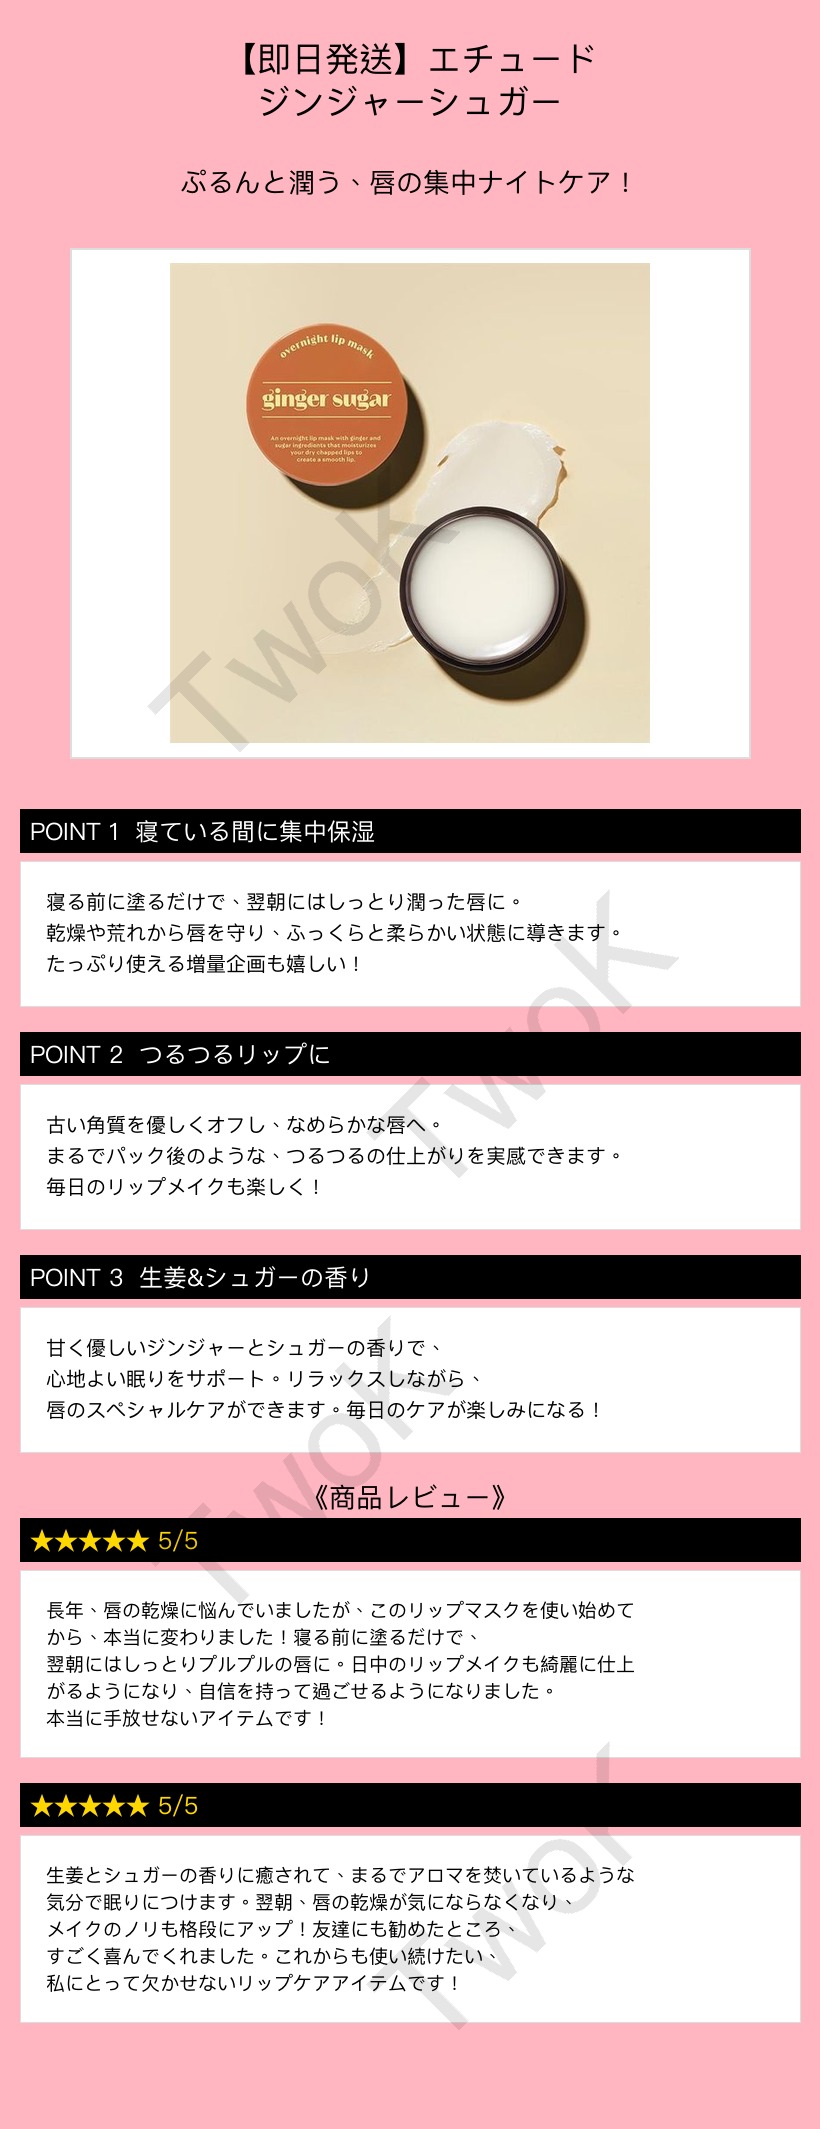 【即日発送】エチュード
ジンジャーシュガー
ぷるんと潤う、唇の集中ナイトケア！
overnight lip mask
ginger sugar
An overnight lip mask with ginger and
sugar ingredients that moisturizes
your dry chapped lips to
create a smooth lip.
TwoK
POINT 1 寝ている間に集中保湿
寝る前に塗るだけで、翌朝にはしっとり潤った唇に。
乾燥や荒れから唇を守り、ふっくらと柔らかい状態に導きます。
たっぷり使える増量企画も嬉しい！
TwoK
POINT 2 つるつるリップに
古い角質を優しくオフし、なめらかな唇へ。
まるでパック後のような、つるつるの仕上がりを実感できます。
毎日のリップメイクも楽しく！
POINT 3 生姜&シュガーの香り
甘く優しいジンジャーとシュガーの香りで、
心地よい眠りをサポート。リラックスしながら、
唇のスペシャルケアができます。毎日のケアが楽しみになる！
TwoK
《商品レビュー》
★★★★★ 5/5
長年、唇の乾燥に悩んでいましたが、このリップマスクを使い始めて
から、本当に変わりました！寝る前に塗るだけで、
翌朝にはしっとりプルプルの唇に。日中のリップメイクも綺麗に仕上
がるようになり、自信を持って過ごせるようになりました。
本当に手放せないアイテムです！
★★★★★ 5/5
生姜とシュガーの香りに癒されて、まるでアロマを焚いているような
気分で眠りにつけます。翌朝、唇の乾燥が気にならなくなり、
メイクのノリも格段にアップ！友達にも勧めたところ、
すごく喜んでくれました。これからも使い続けたい、
私にとって欠かせないリップケアアイテムです！
TwoK